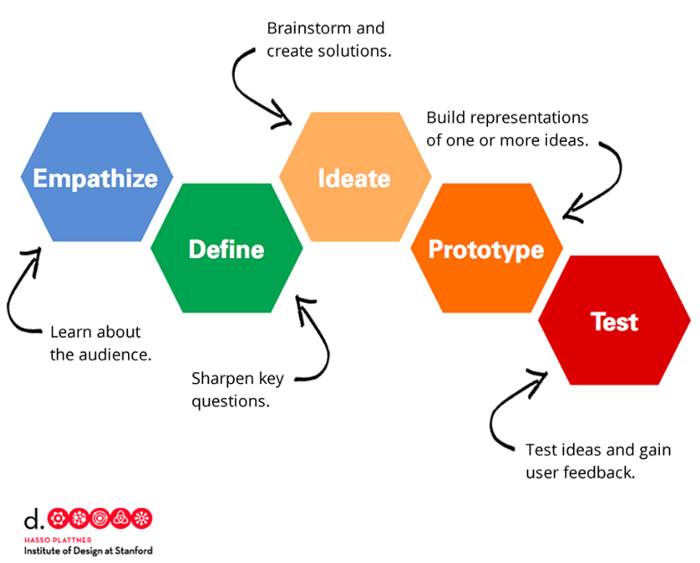 Brainstorm and
create solutions.
Build representations
of one or more ideas.
Empathize
Ideate
Define
Prototype
Test
Learn about
the audience.
Sharpen key
questions.
Test ideas and gain
user feedback.
d.
HASSO PLATTNER
Institute of Design at Stanford